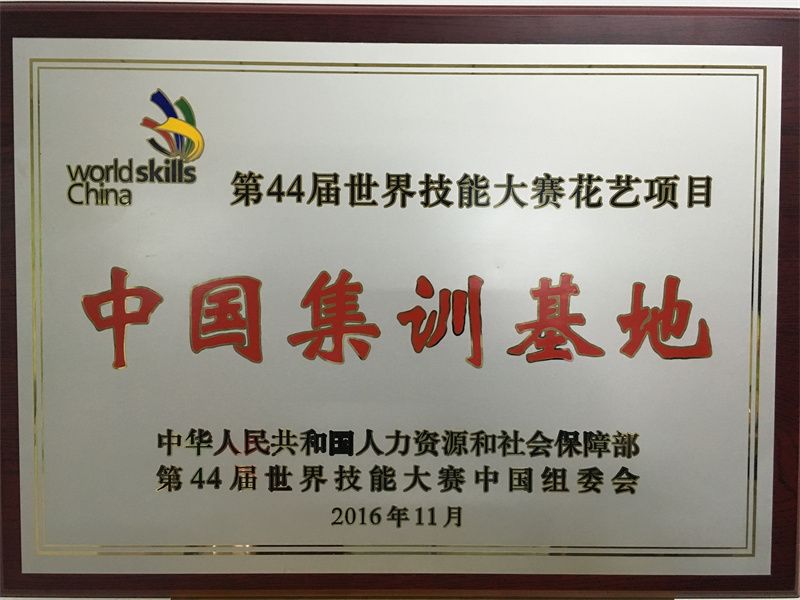 worldskills
China
第44届世界技能大赛花艺项目
中国集训基地
中华人民共和国人力资源和社会保障部
第44届世界技能大赛中国组委会
2016年11月